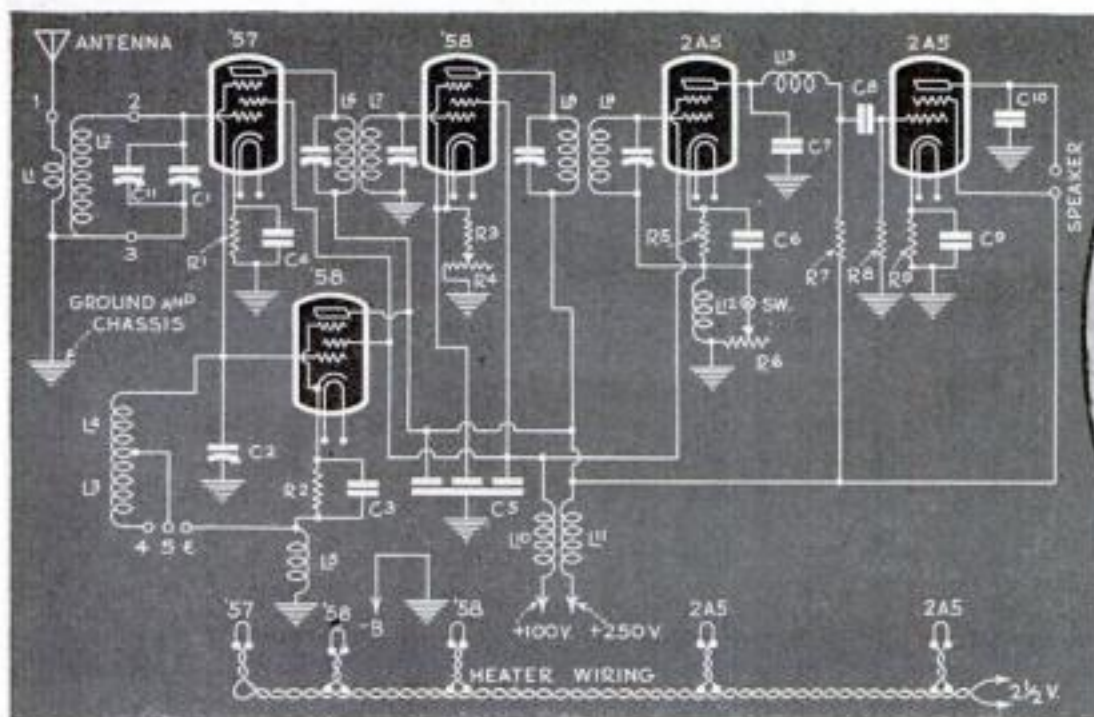 ANTENNA
'57
'58
2A5
2A5
1
2
L1
L2
C11
C1
3
R1
C4
L6
L7
R3
R4
L8
L9
L13
C7
R5
C6
L12
SW.
R6
C8
R7
R8
R9
C9
C10
SPEAKER
GROUND AND
CHASSIS
'58
L4
L3
4 5 6
C2
R2
C3
L5
C5
L10
L11
-B
+100V.
+250V.
'57
'58
'58
2A5
2A5
HEATER WIRING
2 1/2 V.